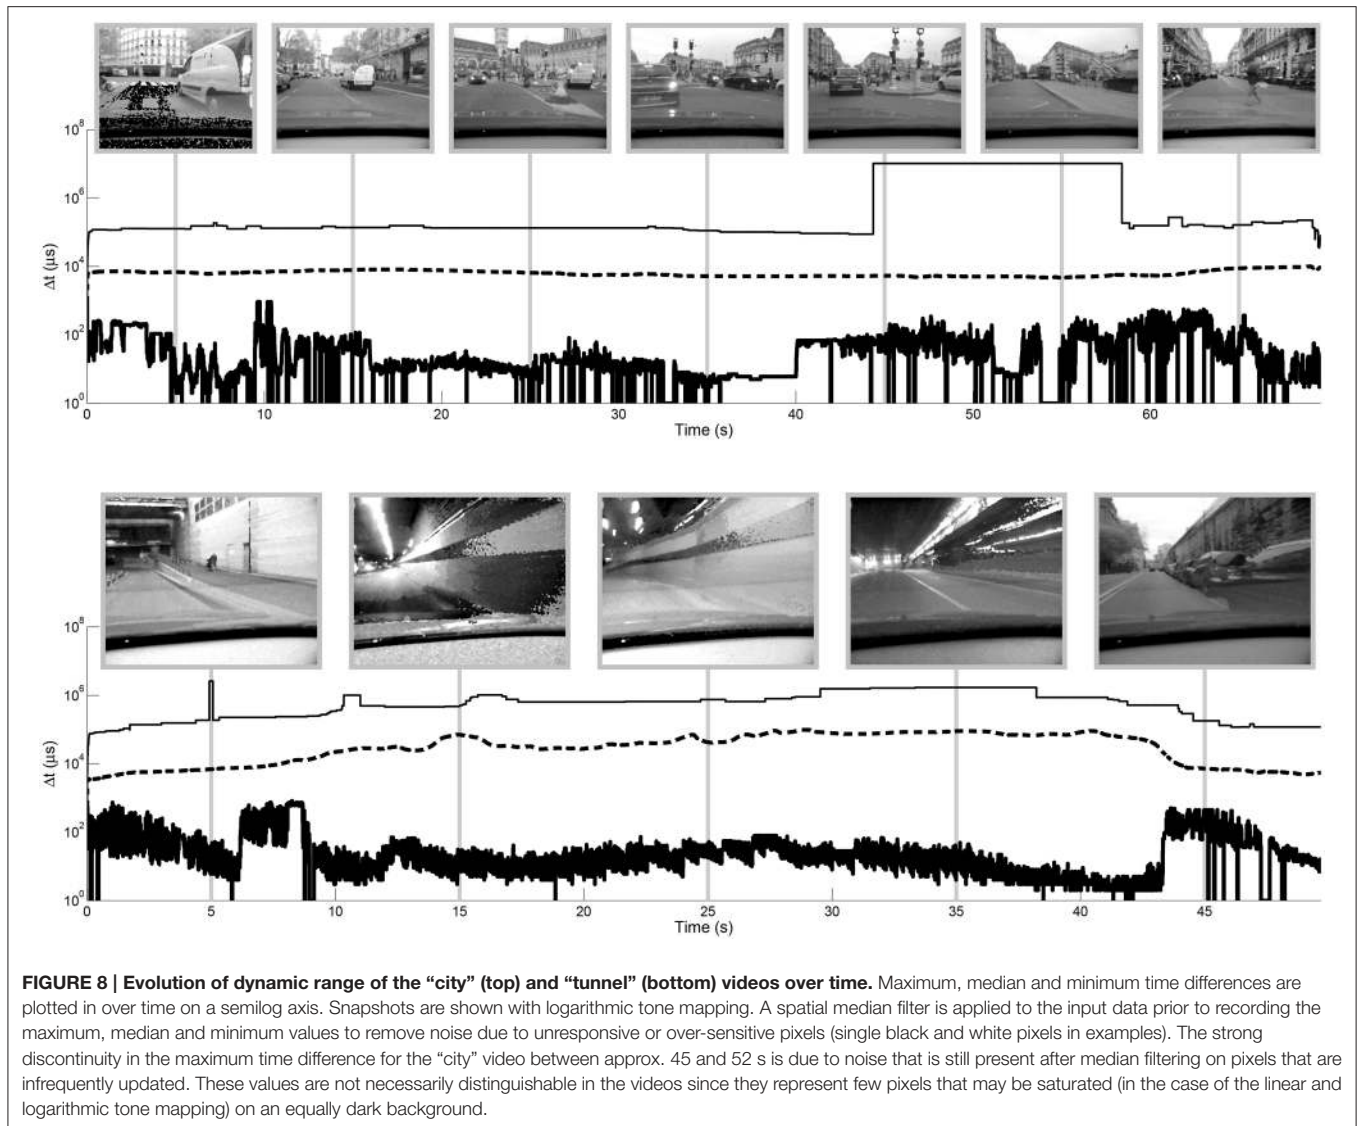 10^8
10^6
10^4
10^2
10^0
Δt (µs)
0 10 20 30 40 50 60
Time (s)
10^8
10^6
10^4
10^2
10^0
Δt (µs)
0 5 10 15 20 25 30 35 40 45
Time (s)
FIGURE 8 | Evolution of dynamic range of the “city” (top) and “tunnel” (bottom) videos over time. Maximum, median and minimum time differences are
plotted in over time on a semilog axis. Snapshots are shown with logarithmic tone mapping. A spatial median filter is applied to the input data prior to recording the
maximum, median and minimum values to remove noise due to unresponsive or over-sensitive pixels (single black and white pixels in examples). The strong
discontinuity in the maximum time difference for the “city” video between approx. 45 and 52 s is due to noise that is still present after median filtering on pixels that are
infrequently updated. These values are not necessarily distinguishable in the videos since they represent few pixels that may be saturated (in the case of the linear and
logarithmic tone mapping) on an equally dark background.